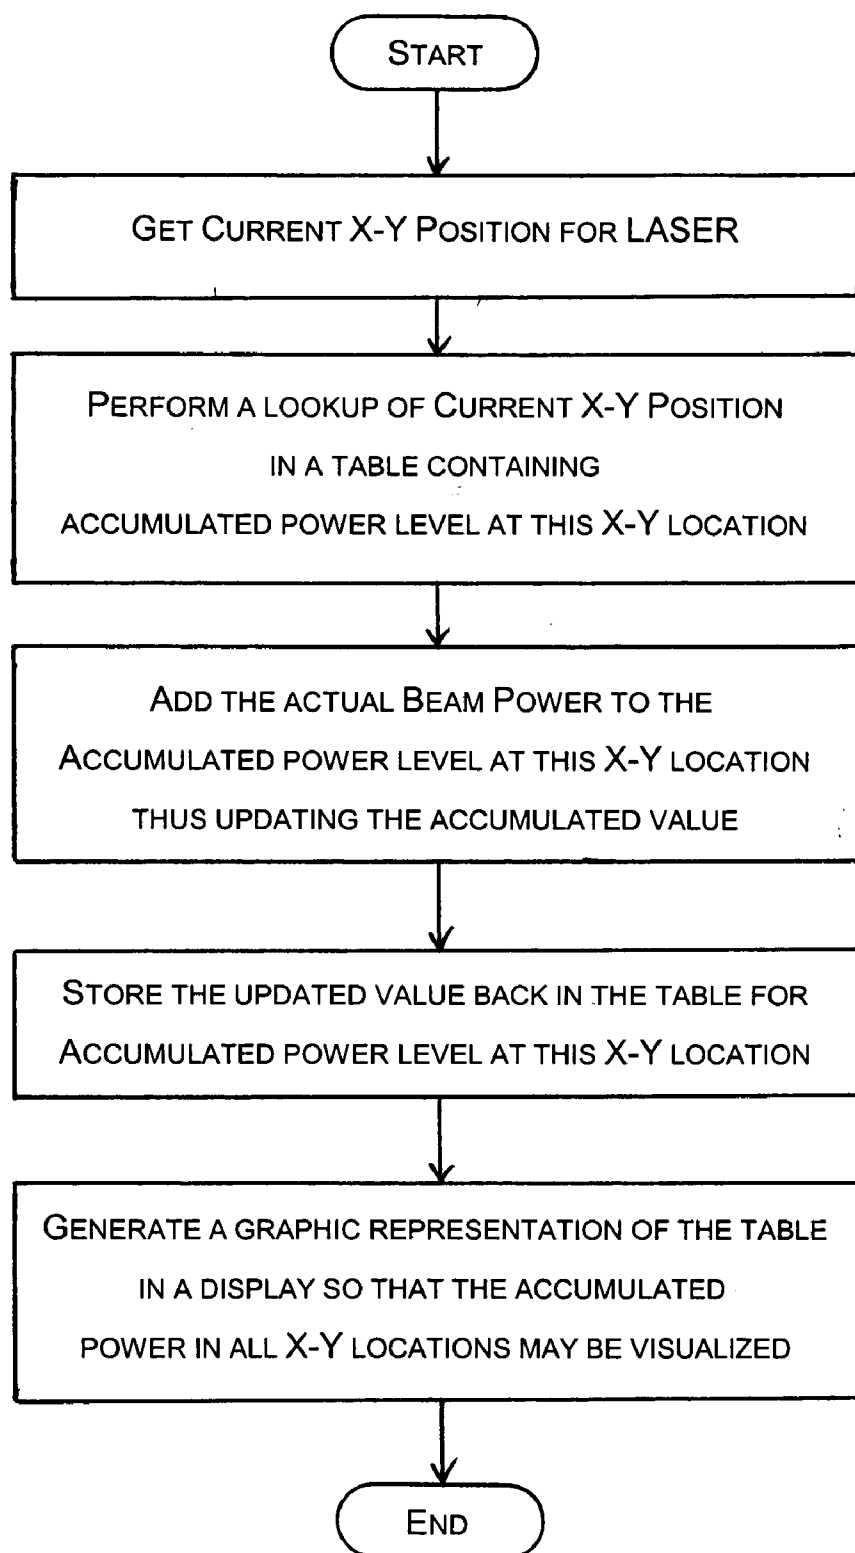 START
GET CURRENT X-Y POSITION FOR LASER
PERFORM A LOOKUP OF CURRENT X-Y POSITION
IN A TABLE CONTAINING
ACCUMULATED POWER LEVEL AT THIS X-Y LOCATION
ADD THE ACTUAL BEAM POWER TO THE
ACCUMULATED POWER LEVEL AT THIS X-Y LOCATION
THUS UPDATING THE ACCUMULATED VALUE
STORE THE UPDATED VALUE BACK IN THE TABLE FOR
ACCUMULATED POWER LEVEL AT THIS X-Y LOCATION
GENERATE A GRAPHIC REPRESENTATION OF THE TABLE
IN A DISPLAY SO THAT THE ACCUMULATED
POWER IN ALL X-Y LOCATIONS MAY BE VISUALIZED
END